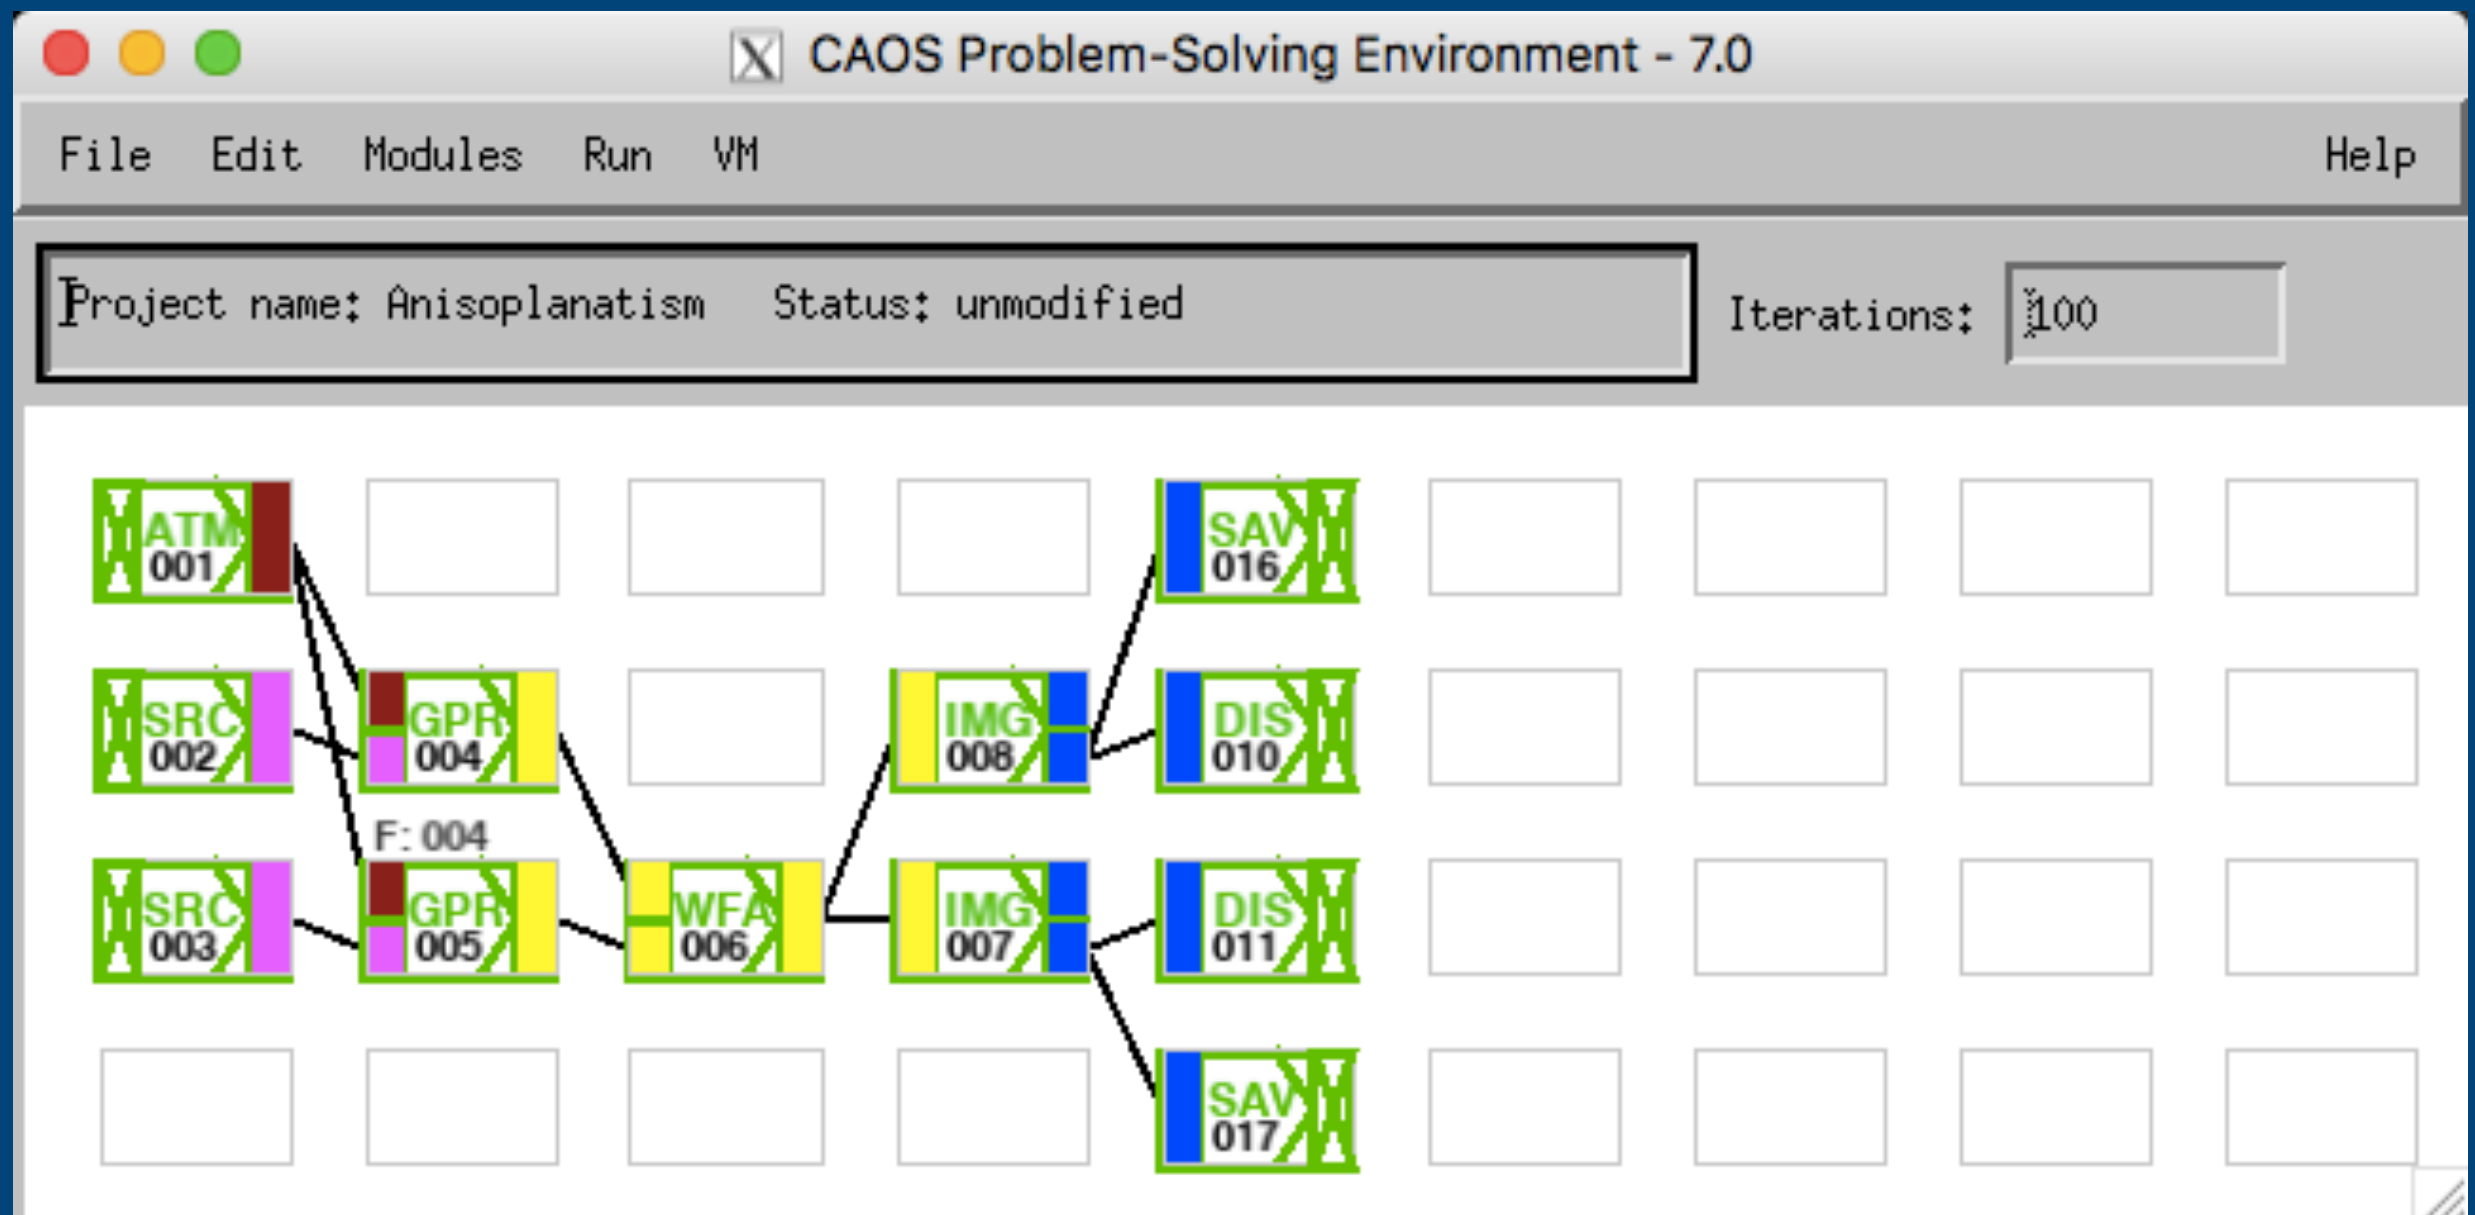 X CAOS Problem-Solving Environment - 7.0
File Edit Modules Run VM Help
Project name: Anisoplanatism Status: unmodified Iterations: 100
ATM SAV
001 016
SRC GPR IMG DIS
002 004 008 010
F: 004
SRC GPR WFA IMG DIS
003 005 006 007 011
SAV
017